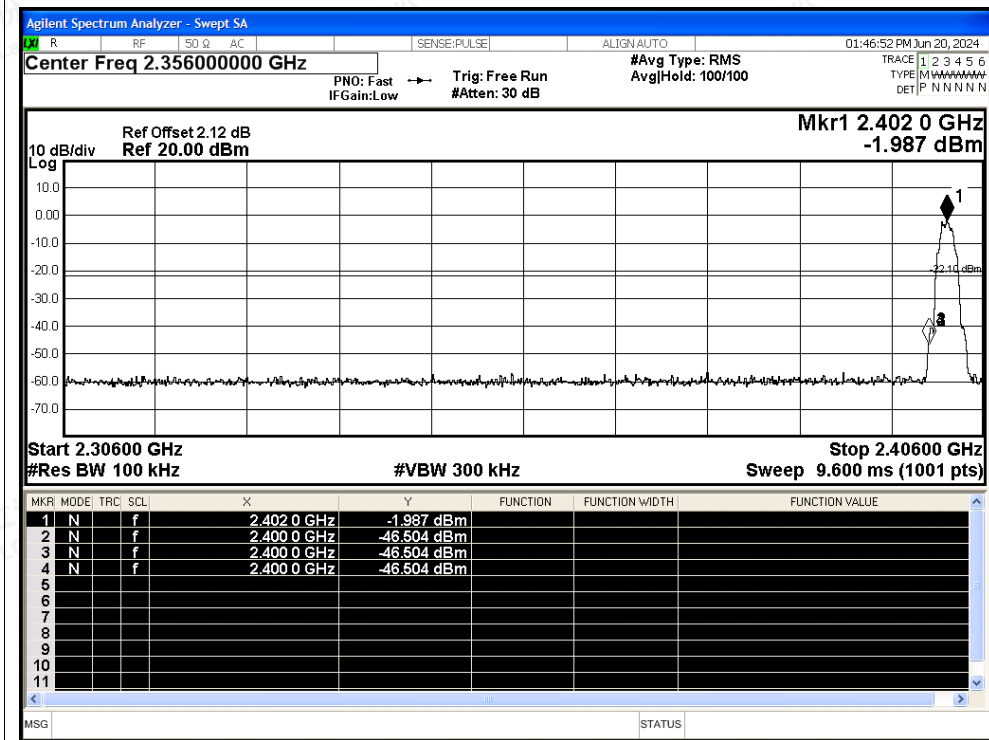 Agilent Spectrum Analyzer - Swept SA
LXI R RF 50 Ω AC SENSE:PULSE ALIGN AUTO 01:46:52 PM Jun 20, 2024
Center Freq 2.356000000 GHz
PNO: Fast
IFGain:Low
Trig: Free Run
#Atten: 30 dB
#Avg Type: RMS
Avg|Hold: 100/100
TRACE 1 2 3 4 5 6
TYPE M
DET P N N N N N
Mkr1 2.402 0 GHz
-1.987 dBm
Ref Offset 2.12 dB
10 dB/div Ref 20.00 dBm
Log
10.0
0.00
-10.0
-20.0
-30.0
-40.0
-50.0
-60.0
-70.0
1
-22.10 dBm
Start 2.30600 GHz Stop 2.40600 GHz
#Res BW 100 kHz #VBW 300 kHz Sweep 9.600 ms (1001 pts)
MKR MODE TRC SCL X Y FUNCTION FUNCTION WIDTH FUNCTION VALUE
1 N f 2.402 0 GHz -1.987 dBm
2 N f 2.400 0 GHz -46.504 dBm
3 N f 2.400 0 GHz -46.504 dBm
4 N f 2.400 0 GHz -46.504 dBm
5
6
7
8
9
10
11
MSG STATUS